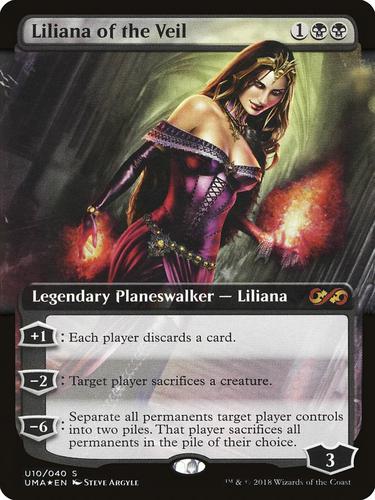 Liliana of the Veil 1
Legendary Planeswalker — Liliana
+1 : Each player discards a card.
−2 : Target player sacrifices a creature.
−6 : Separate all permanents target player controls
into two piles. That player sacrifices all
permanents in the pile of their choice.
3
U10/040 S
UMA★EN Steve Argyle
™ & © 2018 Wizards of the Coast